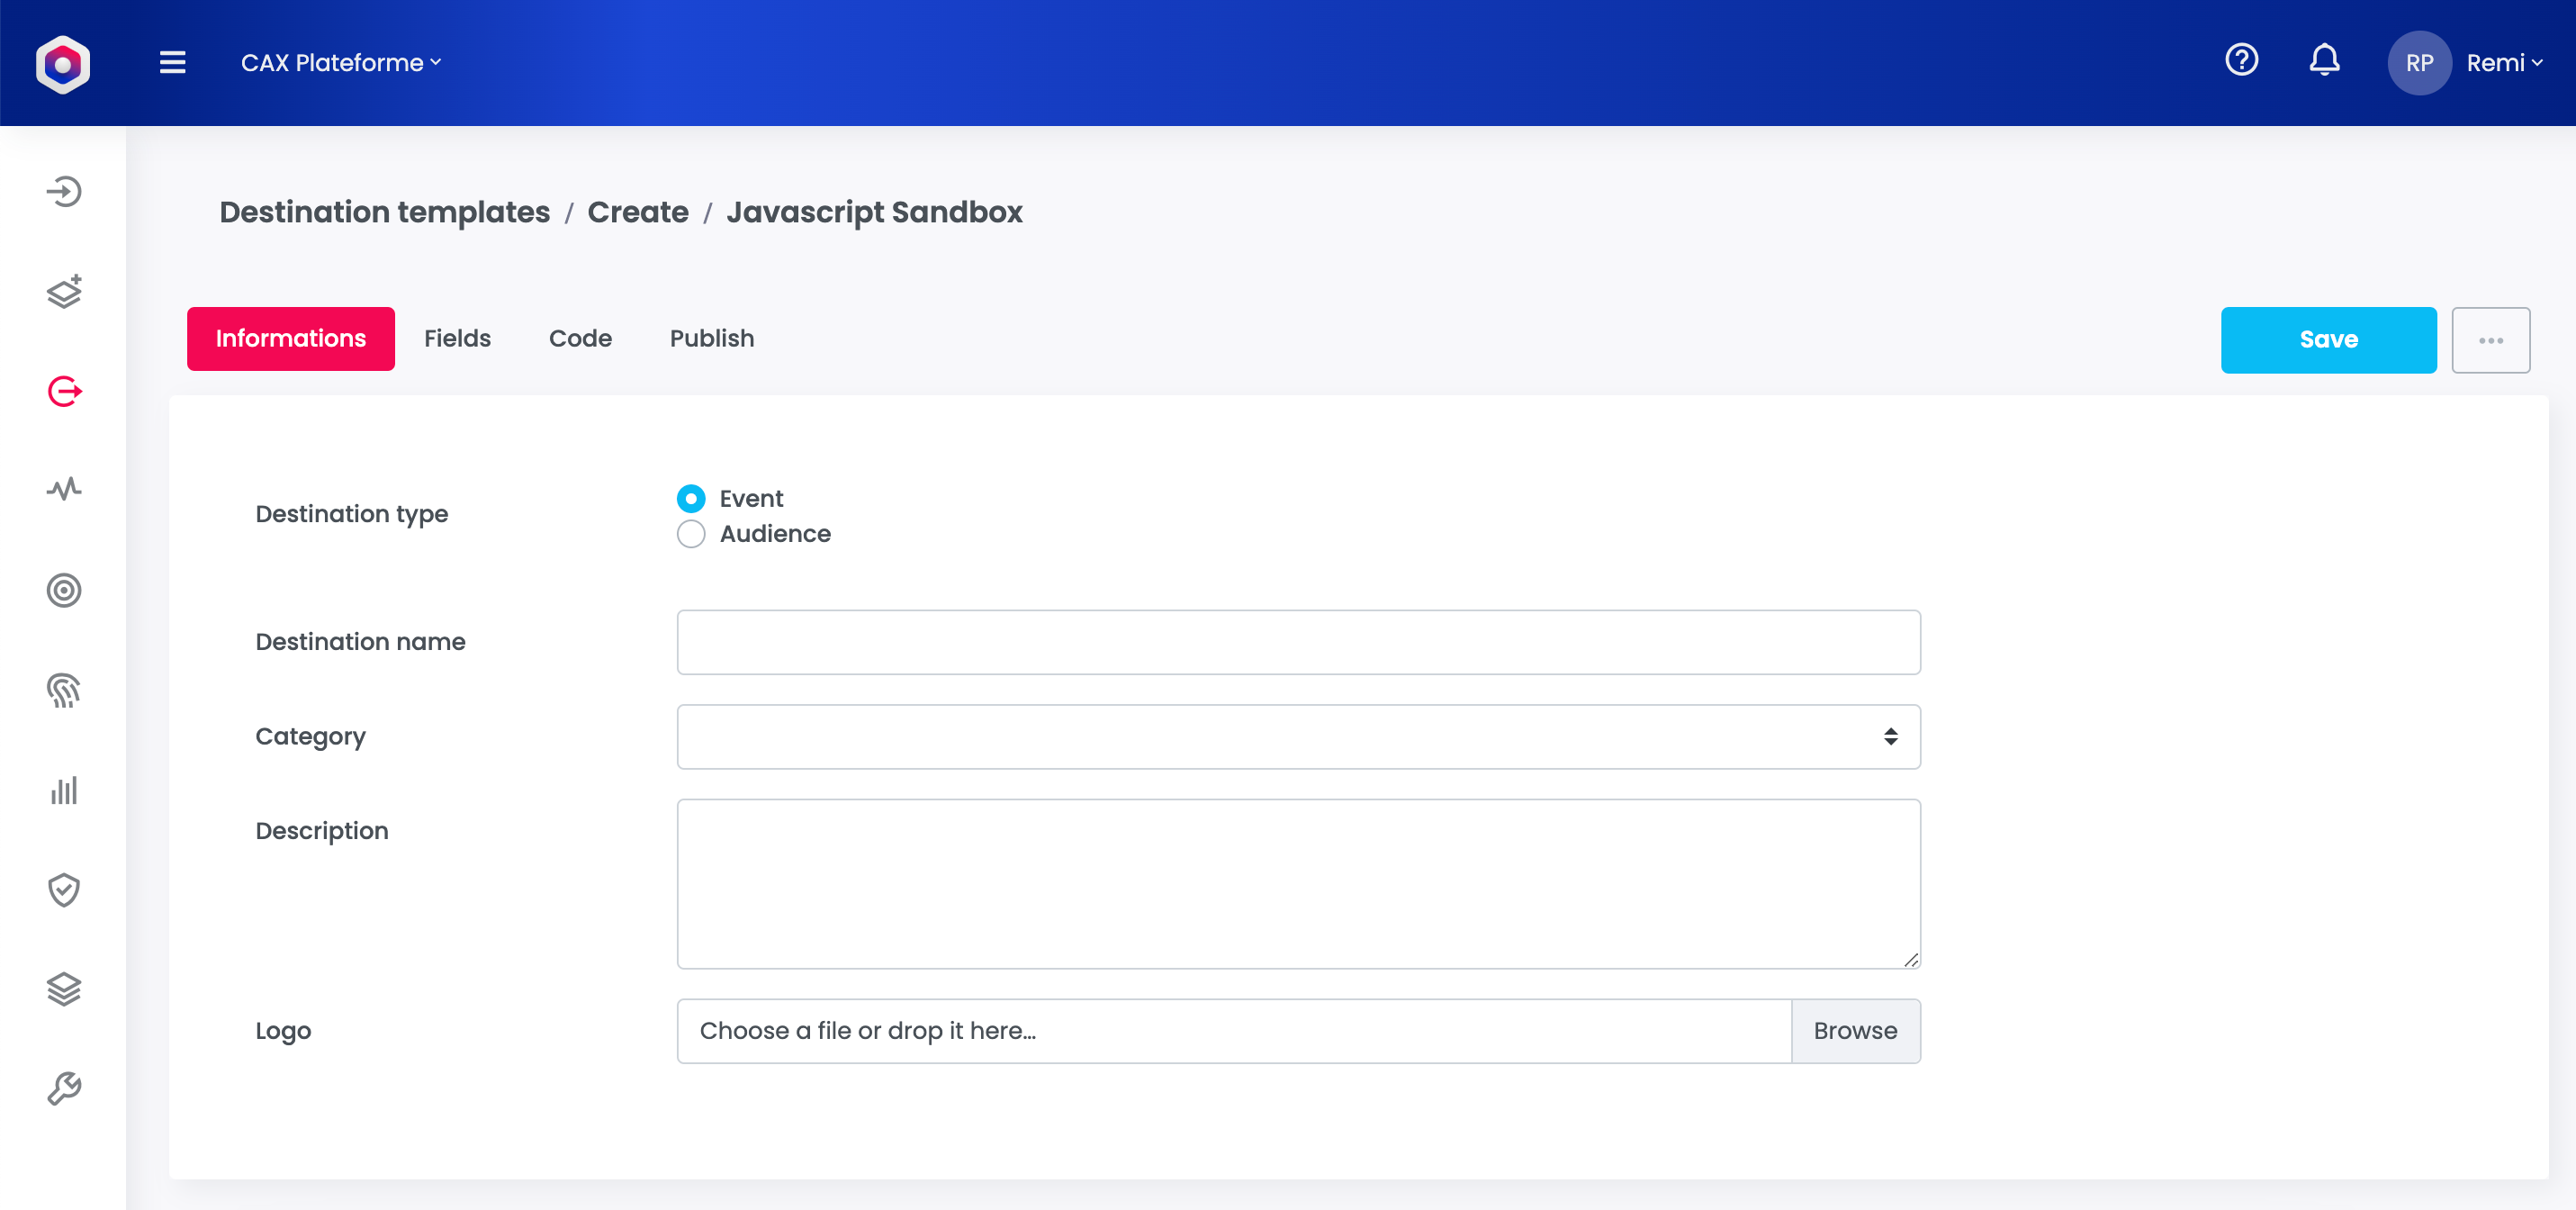 CAX Plateforme
RP
Remi
Destination templates / Create / Javascript Sandbox
Informations
Fields
Code
Publish
Save
Destination type
Event
Audience
Destination name
Category
Description
Logo
Choose a file or drop it here...
Browse